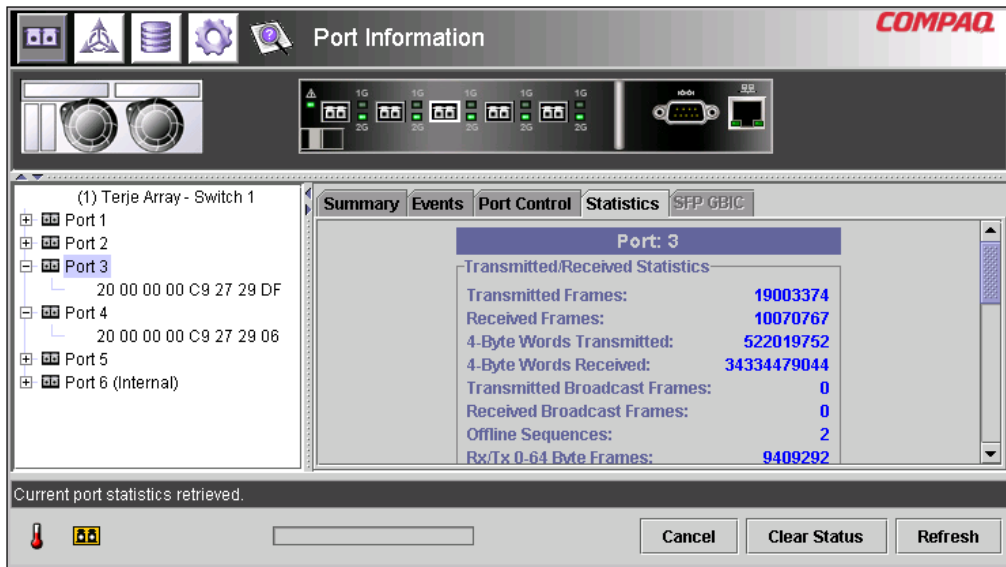 Port Information
COMPAQ
1G 1G 1G 1G 1G
2G 2G 2G 2G 2G
(1) Terje Array - Switch 1
Port 1
Port 2
Port 3
20 00 00 00 C9 27 29 DF
Port 4
20 00 00 00 C9 27 29 06
Port 5
Port 6 (Internal)
Summary Events Port Control Statistics SFP GBIC
Port: 3
Transmitted/Received Statistics
Transmitted Frames: 19003374
Received Frames: 10070767
4-Byte Words Transmitted: 522019752
4-Byte Words Received: 34334479044
Transmitted Broadcast Frames: 0
Received Broadcast Frames: 0
Offline Sequences: 2
Rx/Tx 0-64 Byte Frames: 9409292
Current port statistics retrieved.
Cancel Clear Status Refresh